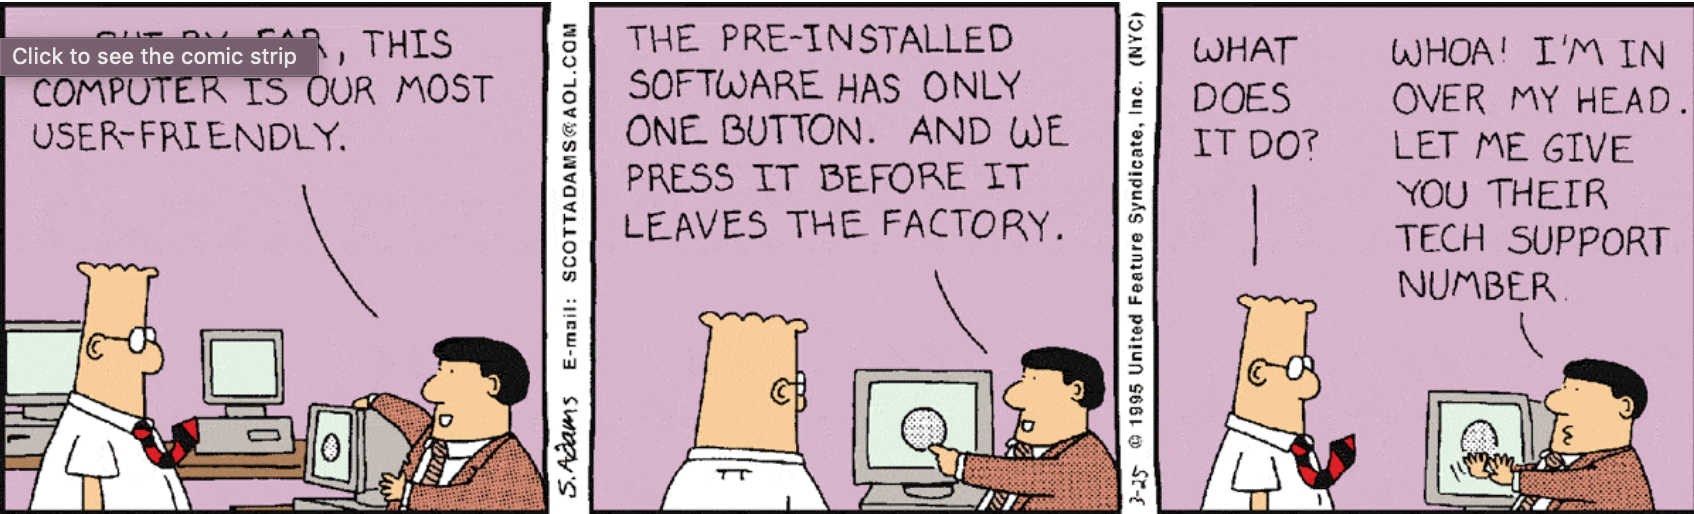 Click to see the comic strip
FAR, THIS
COMPUTER IS OUR MOST
USER-FRIENDLY.
S. Adams E-mail: SCOTTADAMS@AOL.COM
THE PRE-INSTALLED
SOFTWARE HAS ONLY
ONE BUTTON. AND WE
PRESS IT BEFORE IT
LEAVES THE FACTORY.
3-25 © 1995 United Feature Syndicate, Inc. (NYC)
WHAT
DOES
IT DO?
WHOA! I'M IN
OVER MY HEAD.
LET ME GIVE
YOU THEIR
TECH SUPPORT
NUMBER.